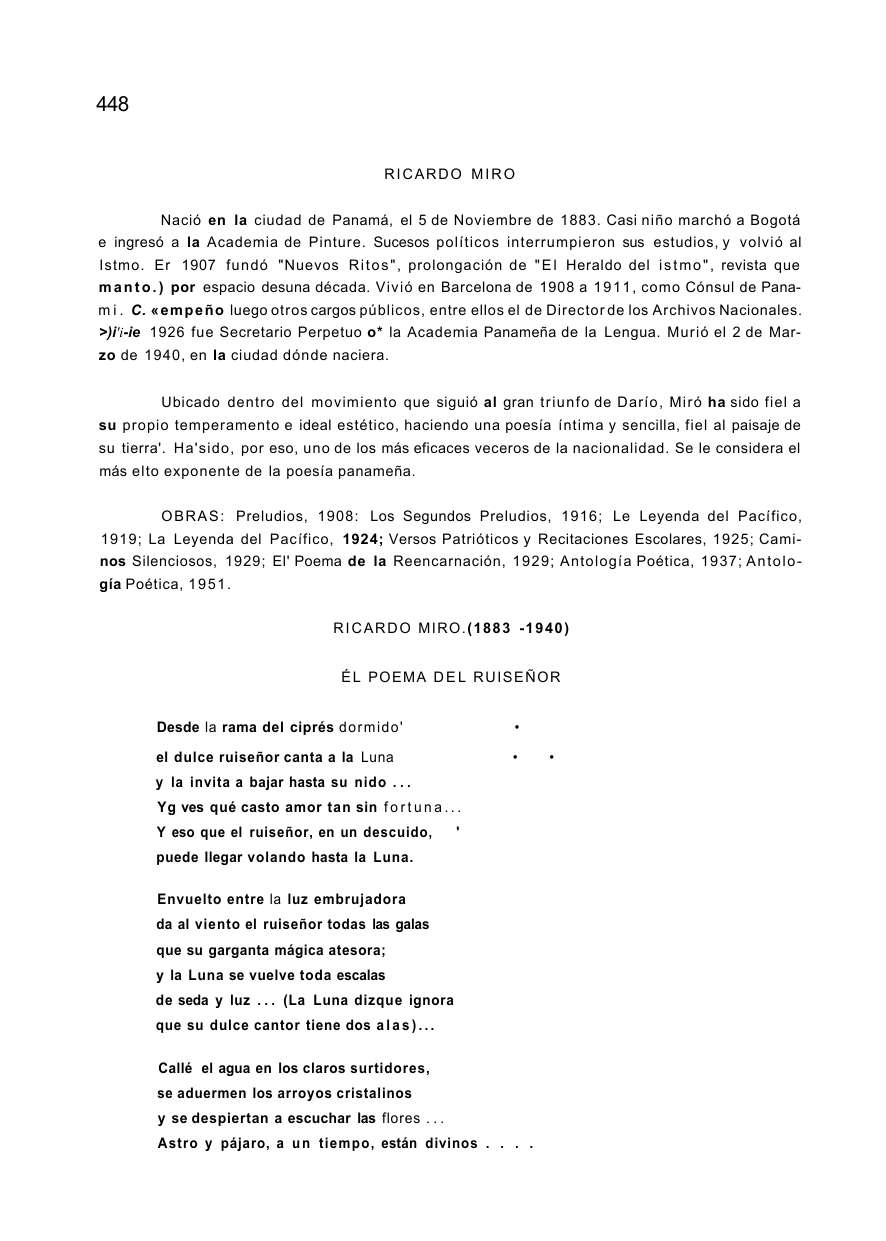 448
RICARDO MIRO
Nació en la ciudad de Panamá, el 5 de Noviembre de 1883. Casi niño marchó a Bogotá
e ingresó a la Academia de Pinture. Sucesos políticos interrumpieron sus estudios, y volvió al
Istmo. Er 1907 fundó "Nuevos Ritos", prolongación de "El Heraldo del istmo", revista que
manto.) por espacio desuna década. Vivió en Barcelona de 1908 a 1911, como Cónsul de Pana-
mi. C. «empeño luego otros cargos públicos, entre ellos el de Director de los Archivos Nacionales.
>)i'i-ie 1926 fue Secretario Perpetuo o* la Academia Panameña de la Lengua. Murió el 2 de Mar-
zo de 1940, en la ciudad dónde naciera.
Ubicado dentro del movimiento que siguió al gran triunfo de Darío, Miró ha sido fiel a
su propio temperamento e ideal estético, haciendo una poesía íntima y sencilla, fiel al paisaje de
su tierra'. Ha'sido, por eso, uno de los más eficaces veceros de la nacionalidad. Se le considera el
más elto exponente de la poesía panameña.
OBRAS: Preludios, 1908: Los Segundos Preludios, 1916; Le Leyenda del Pacífico,
1919; La Leyenda del Pacífico, 1924; Versos Patrióticos y Recitaciones Escolares, 1925; Cami-
nos Silenciosos, 1929; El' Poema de la Reencarnación, 1929; Antología Poética, 1937; Antolo-
gía Poética, 1951.
RICARDO MIRO.(1883 -1940)
ÉL POEMA DEL RUISEÑOR
Desde la rama del ciprés dormido' •
el dulce ruiseñor canta a la Luna • •
y la invita a bajar hasta su nido ...
Yg ves qué casto amor tan sin fortuna...
Y eso que el ruiseñor, en un descuido, '
puede llegar volando hasta la Luna.
Envuelto entre la luz embrujadora
da al viento el ruiseñor todas las galas
que su garganta mágica atesora;
y la Luna se vuelve toda escalas
de seda y luz ... (La Luna dizque ignora
que su dulce cantor tiene dos alas)...
Callé el agua en los claros surtidores,
se aduermen los arroyos cristalinos
y se despiertan a escuchar las flores ...
Astro y pájaro, a un tiempo, están divinos . . . .